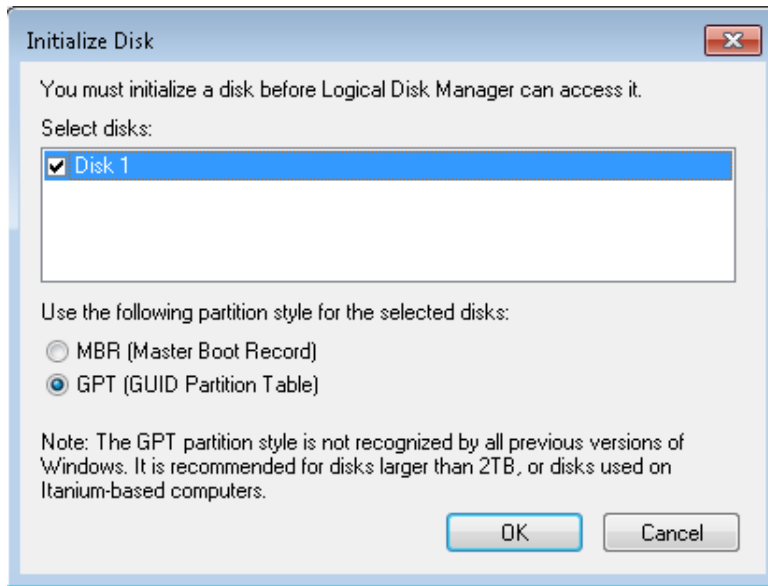 Initialize Disk
You must initialize a disk before Logical Disk Manager can access it.
Select disks:
Disk 1
Use the following partition style for the selected disks:
MBR (Master Boot Record)
GPT (GUID Partition Table)
Note: The GPT partition style is not recognized by all previous versions of
Windows. It is recommended for disks larger than 2TB, or disks used on
Itanium-based computers.
OK
Cancel